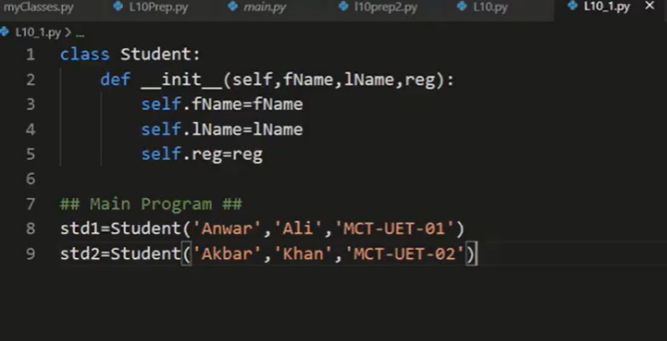 myClasses.py L10Prep.py main.py l10prep2.py L10.py L10_1.py ×
L10_1.py > ...
1 class Student:
2 def __init__(self,fName,lName,reg):
3 self.fName=fName
4 self.lName=lName
5 self.reg=reg
6
7 ## Main Program ##
8 std1=Student('Anwar','Ali','MCT-UET-01')
9 std2=Student('Akbar','Khan','MCT-UET-02')